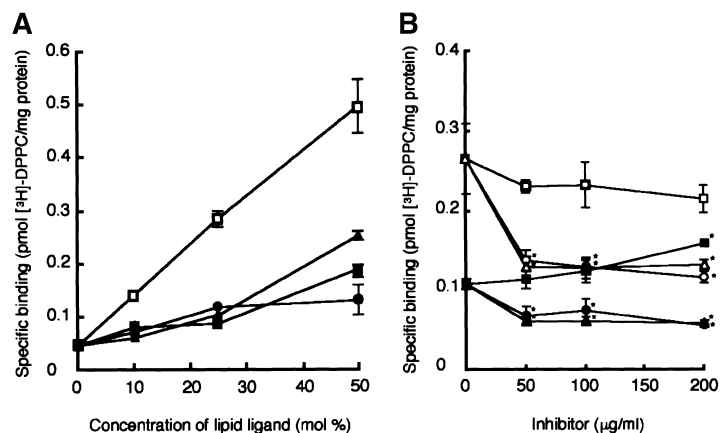 A
B
Specific binding (pmol [³H]-DPPC/mg protein)
0.6
0.5
0.4
0.3
0.2
0.1
0
0 10 20 30 40 50
Concentration of lipid ligand (mol %)
Specific binding (pmol [³H]-DPPC/mg protein)
0.4
0.3
0.2
0.1
0
0 50 100 150 200
Inhibitor (µg/ml)